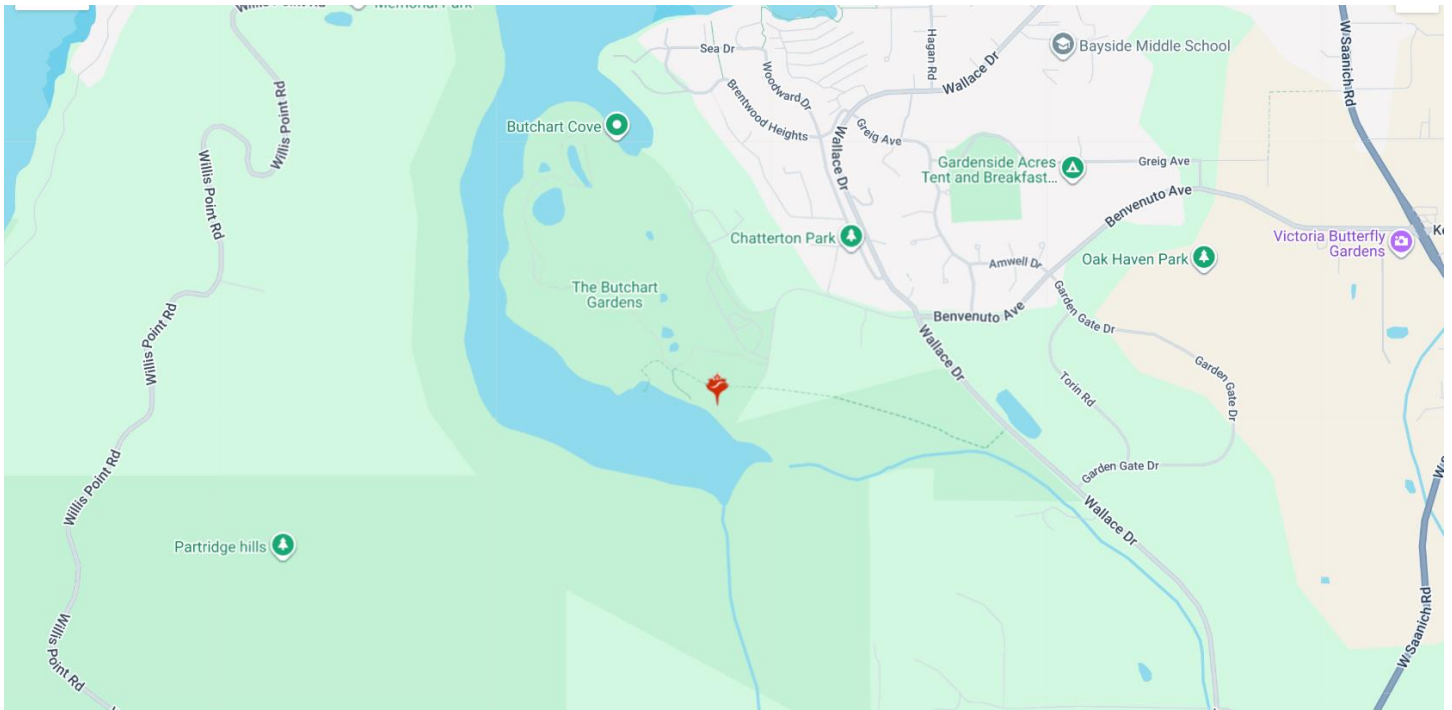 Willis Point Rd
Memorial Park
Sea Dr
Hagan Rd
Bayside Middle School
W Saanich Rd
Woodward Dr
Wallace Dr
Willis Point Rd
Brentwood Heights
Butchart Cove
Greig Ave
Wallace Dr
Gardenside Acres
Tent and Breakfast...
Greig Ave
Willis Point Rd
Benvenuto Ave
Chatterton Park
Victoria Butterfly
Gardens
Oak Haven Park
Amwell Dr
The Butchart
Gardens
Garden Gate Dr
Benvenuto Ave
Willis Point Rd
Wallace Dr
Torin Rd
Garden Gate Dr
Garden Gate Dr
Willis Point Rd
Wallace Dr
Partridge hills
W Saanich Rd
Willis Point Rd